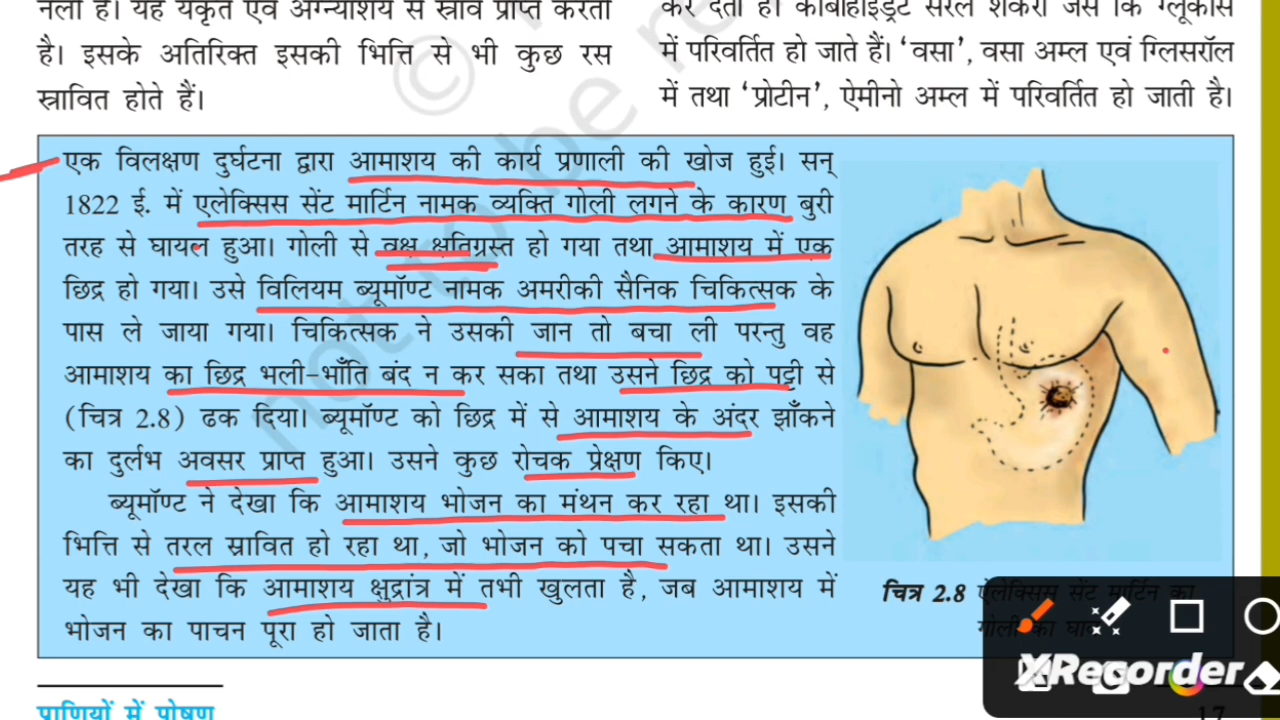 नली है। यह यकृत एवं अग्न्याशय से स्राव प्राप्त करती
है। इसके अतिरिक्त इसकी भित्ति से भी कुछ रस
स्रावित होते हैं।
कर देता है। कार्बोहाइड्रेट सरल शर्करा जैसे कि ग्लूकोस
में परिवर्तित हो जाते हैं। 'वसा', वसा अम्ल एवं ग्लिसरॉल
में तथा 'प्रोटीन', ऐमीनो अम्ल में परिवर्तित हो जाती है।
एक विलक्षण दुर्घटना द्वारा आमाशय की कार्य प्रणाली की खोज हुई। सन्
1822 ई. में एलेक्सिस सेंट मार्टिन नामक व्यक्ति गोली लगने के कारण बुरी
तरह से घायल हुआ। गोली से वक्ष क्षतिग्रस्त हो गया तथा आमाशय में एक
छिद्र हो गया। उसे विलियम ब्यूमॉण्ट नामक अमरीकी सैनिक चिकित्सक के
पास ले जाया गया। चिकित्सक ने उसकी जान तो बचा ली परन्तु वह
आमाशय का छिद्र भली-भाँति बंद न कर सका तथा उसने छिद्र को पट्टी से
(चित्र 2.8) ढक दिया। ब्यूमॉण्ट को छिद्र में से आमाशय के अंदर झाँकने
का दुर्लभ अवसर प्राप्त हुआ। उसने कुछ रोचक प्रेक्षण किए।
ब्यूमॉण्ट ने देखा कि आमाशय भोजन का मंथन कर रहा था। इसकी
भित्ति से तरल स्रावित हो रहा था, जो भोजन को पचा सकता था। उसने
यह भी देखा कि आमाशय क्षुद्रांत्र में तभी खुलता है, जब आमाशय में
भोजन का पाचन पूरा हो जाता है।
चित्र 2.8 एलेक्सिस सेंट मार्टिन का
गोली का घाव
XRecorder
प्राणियों में पोषण
17
© not to be re